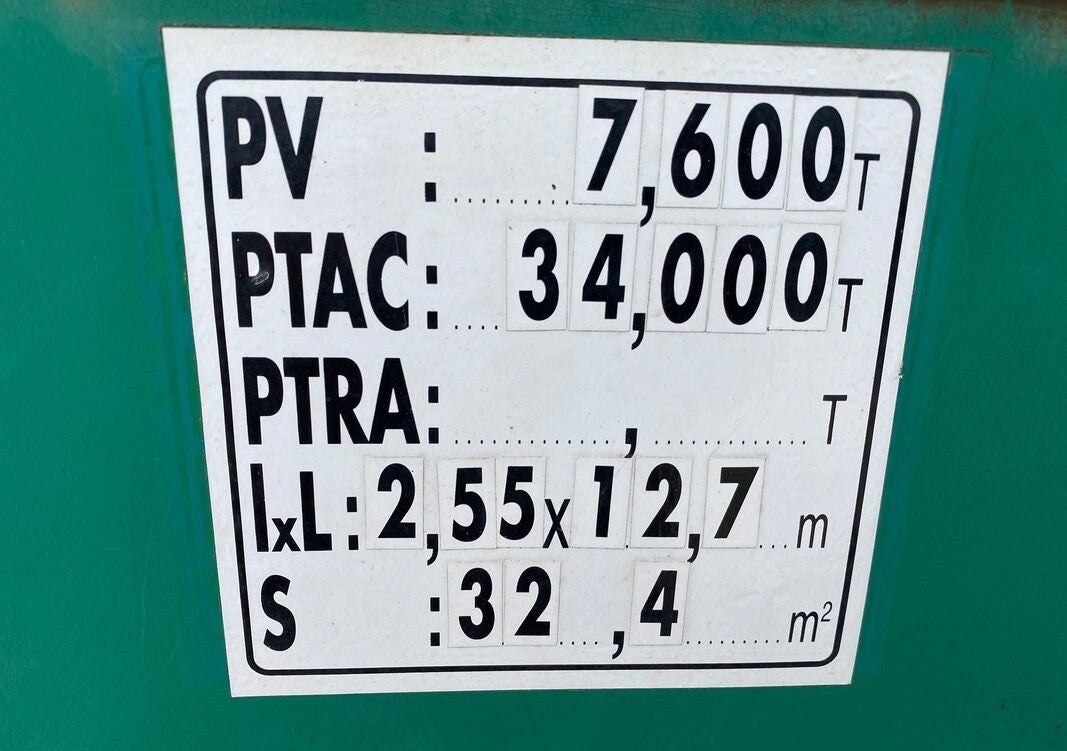 PV : 7,600 T
PTAC : 34,000 T
PTRA : , T
lxL : 2,55 x 12,7 m
S : 32,4 m²